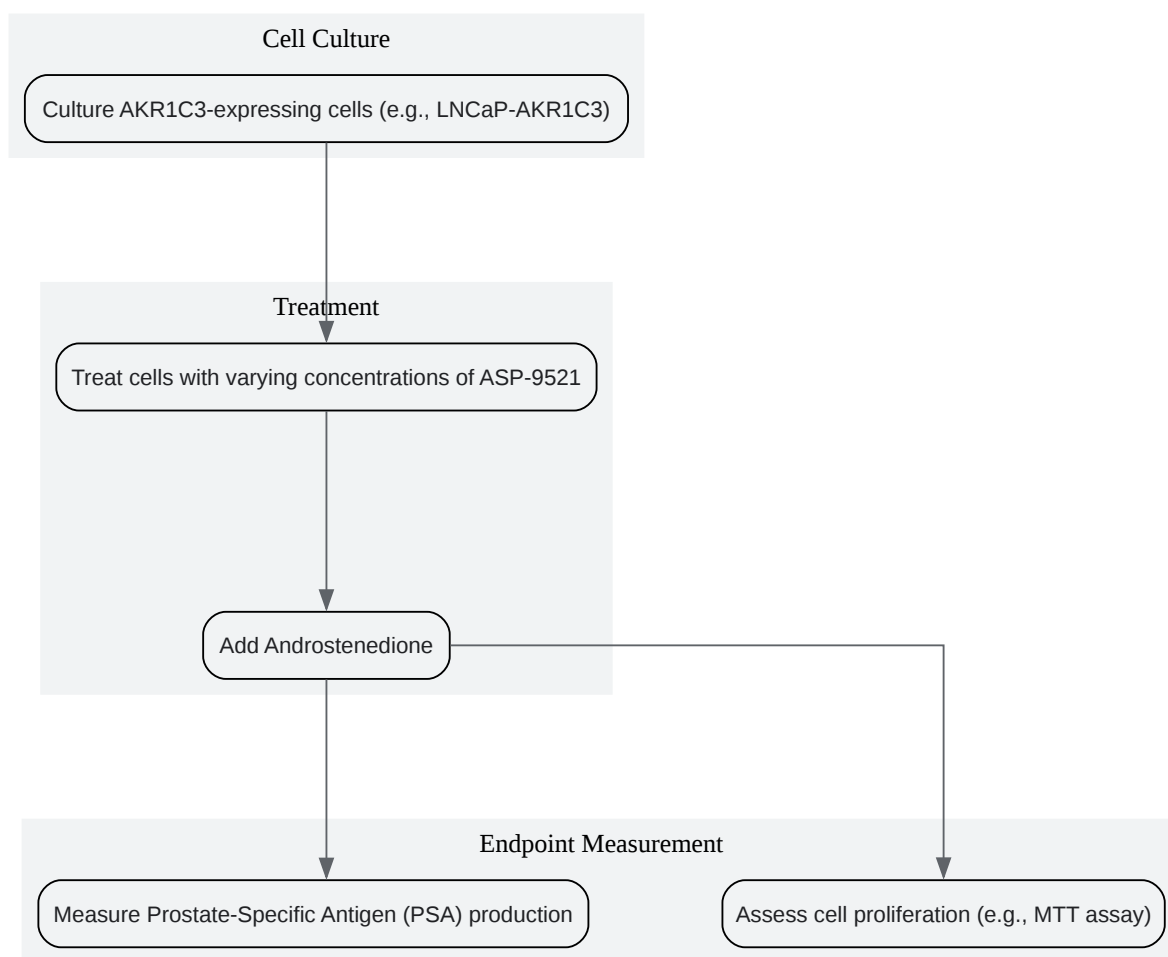 Cell Culture
Culture AKR1C3-expressing cells (e.g., LNCaP-AKR1C3)
Treatment
Treat cells with varying concentrations of ASP-9521
Add Androstenedione
Endpoint Measurement
Measure Prostate-Specific Antigen (PSA) production
Assess cell proliferation (e.g., MTT assay)